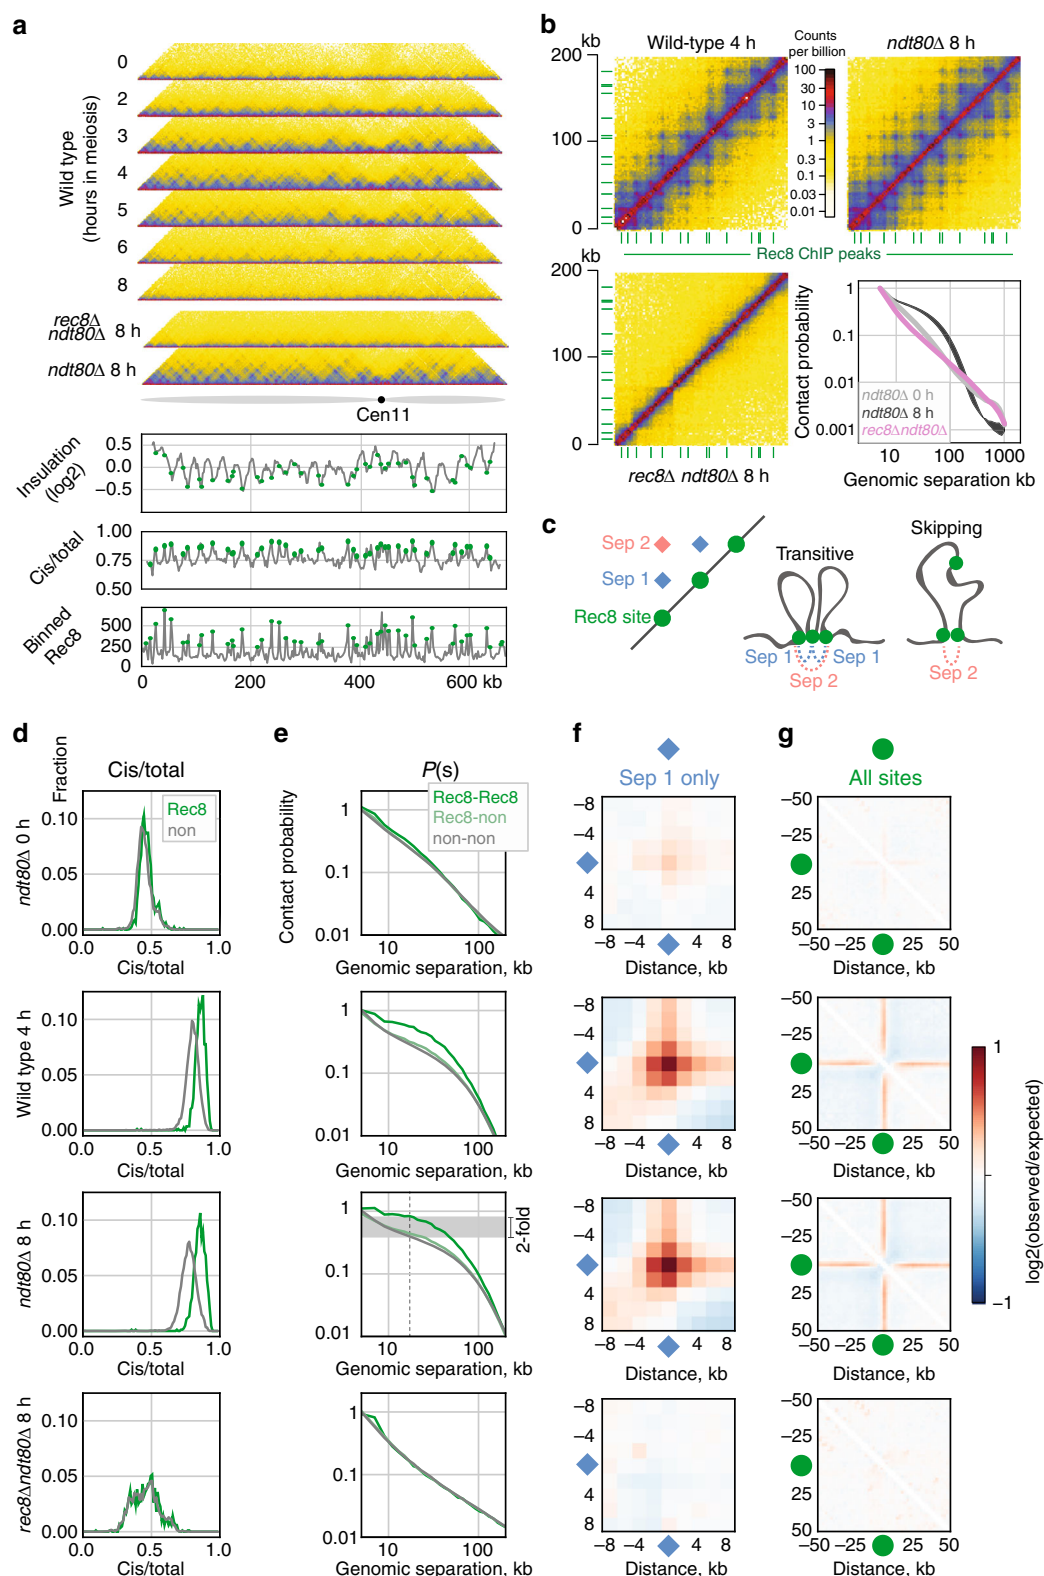 a
0
2
3
4
5
6
8
Wild type
(hours in meiosis)
rec8Δ
ndt80Δ 8 h
ndt80Δ 8 h
Cen11
Insulation
(log2)
0.5
0.0
−0.5
Cis/total
1.00
0.75
0.50
Binned
Rec8
500
250
0
0 200 400 600 kb
b
kb
200
100
0
Wild-type 4 h
Counts
per billion
100
30
10
3
1
0.3
0.1
0.03
0.01
ndt80Δ 8 h
Rec8 ChIP peaks
kb
200
100
0
rec8Δ ndt80Δ 8 h
Contact probability
1
0.1
0.01
0.001
ndt80Δ 0 h
ndt80Δ 8 h
rec8Δndt80Δ
10 100 1000
Genomic separation kb
c
Sep 2
Sep 1
Rec8 site
Transitive
Sep 1 Sep 1
Sep 2
Skipping
Sep 2
d
Fraction
Cis/total
ndt80Δ 0 h
0.10
0.05
0.00
Rec8
non
0.0 0.5 1.0
Cis/total
Wild type 4 h
0.10
0.05
0.00
0.0 0.5 1.0
Cis/total
ndt80Δ 8 h
0.10
0.05
0.00
0.0 0.5 1.0
Cis/total
rec8Δndt80Δ 8 h
0.10
0.05
0.00
0.0 0.5 1.0
Cis/total
e
P(s)
Contact probability
1
0.1
0.01
Rec8-Rec8
Rec8-non
non-non
10 100
Genomic separation, kb
1
0.1
0.01
10 100
Genomic separation, kb
1
0.1
0.01
2-fold
10 100
Genomic separation, kb
1
0.1
0.01
10 100
Genomic separation, kb
f
Sep 1 only
−8
−4
4
8
−8 −4 4 8
Distance, kb
−8
−4
4
8
−8 −4 4 8
Distance, kb
−8
−4
4
8
−8 −4 4 8
Distance, kb
−8
−4
4
8
−8 −4 4 8
Distance, kb
g
All sites
−50
−25
25
50
−50 −25 25 50
Distance, kb
−50
−25
25
50
−50 −25 25 50
Distance, kb
−50
−25
25
50
−50 −25 25 50
Distance, kb
−50
−25
25
50
−50 −25 25 50
Distance, kb
1
−1
log2(observed/expected)